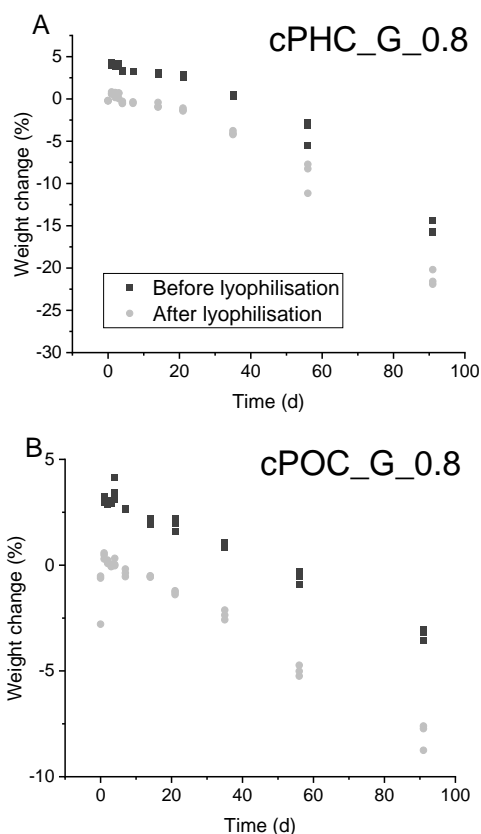 A
cPHC_G_0.8
5
0
-5
-10
-15
-20
-25
-30
Weight change (%)
Before lyophilisation
After lyophilisation
0 20 40 60 80 100
Time (d)
B
cPOC_G_0.8
5
0
-5
-10
Weight change (%)
0 20 40 60 80 100
Time (d)